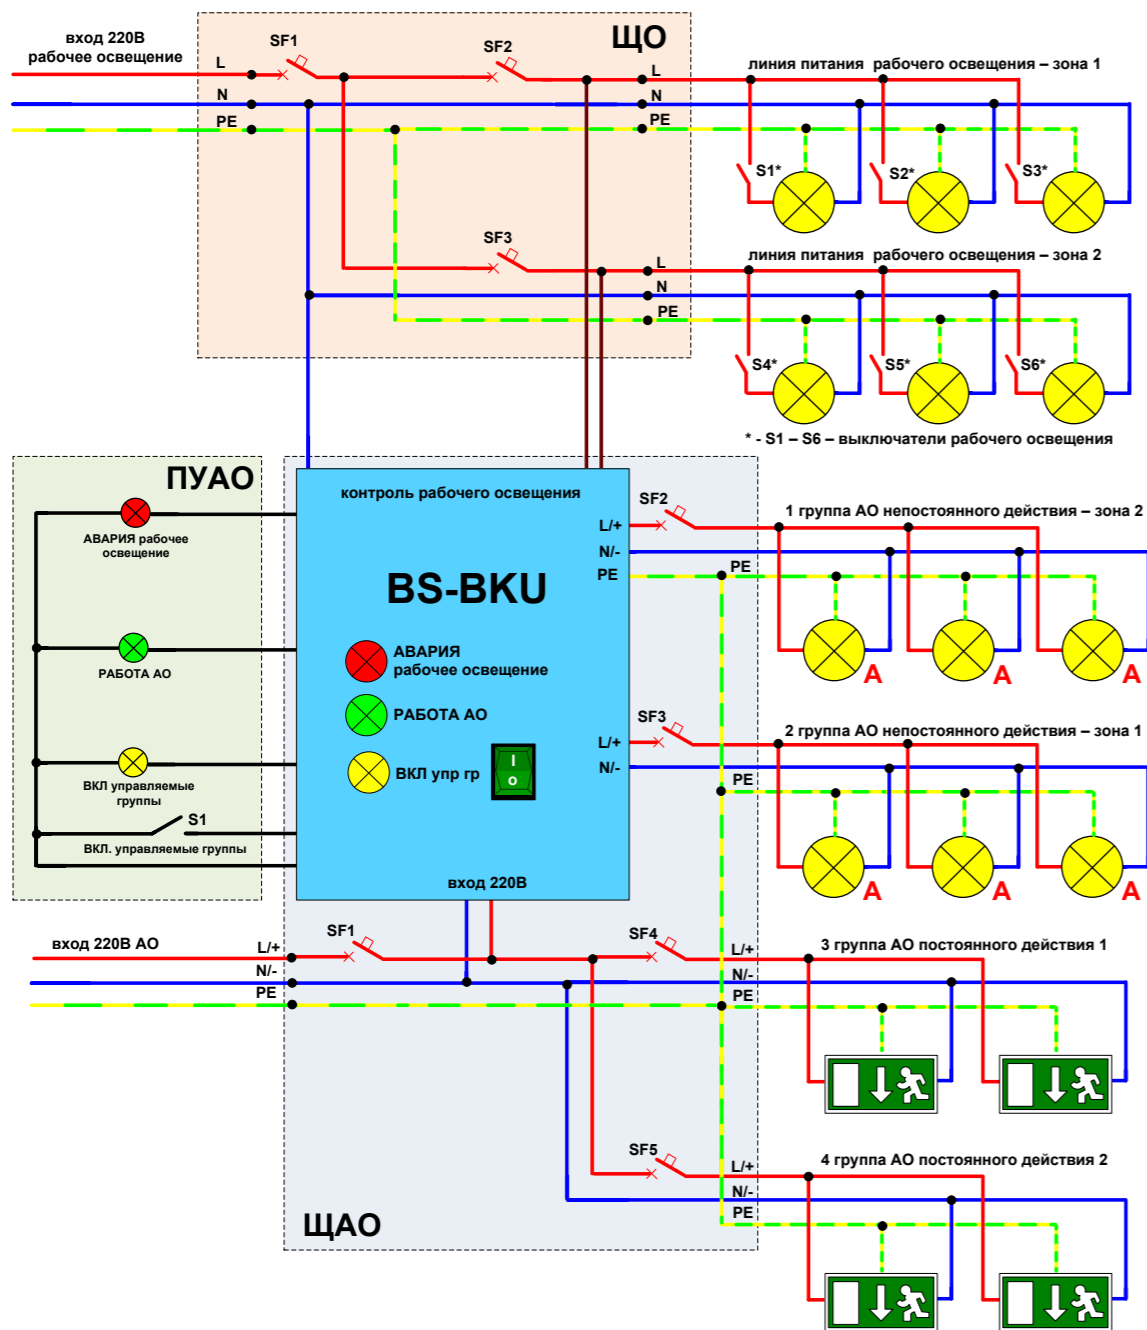 вход 220В
рабочее освещение
SF1
SF2
ЩО
L
N
PE
L
N
PE
линия питания рабочего освещения – зона 1
S1*
S2*
S3*
SF3
L
N
PE
линия питания рабочего освещения – зона 2
S4*
S5*
S6*
* - S1 – S6 – выключатели рабочего освещения
ПУАО
АВАРИЯ рабочее
освещение
РАБОТА АО
ВКЛ управляемые
группы
S1
ВКЛ. управляемые группы
контроль рабочего освещения
L/+
N/-
PE
BS-BKU
АВАРИЯ
рабочее освещение
РАБОТА АО
ВКЛ упр гр
I
o
L/+
N/-
вход 220В
SF2
1 группа АО непостоянного действия – зона 2
PE
А
А
А
SF3
2 группа АО непостоянного действия – зона 1
PE
А
А
А
вход 220В АО
L/+
N/-
PE
SF1
SF4
L/+
N/-
PE
3 группа АО постоянного действия 1
SF5
L/+
N/-
PE
4 группа АО постоянного действия 2
ЩАО